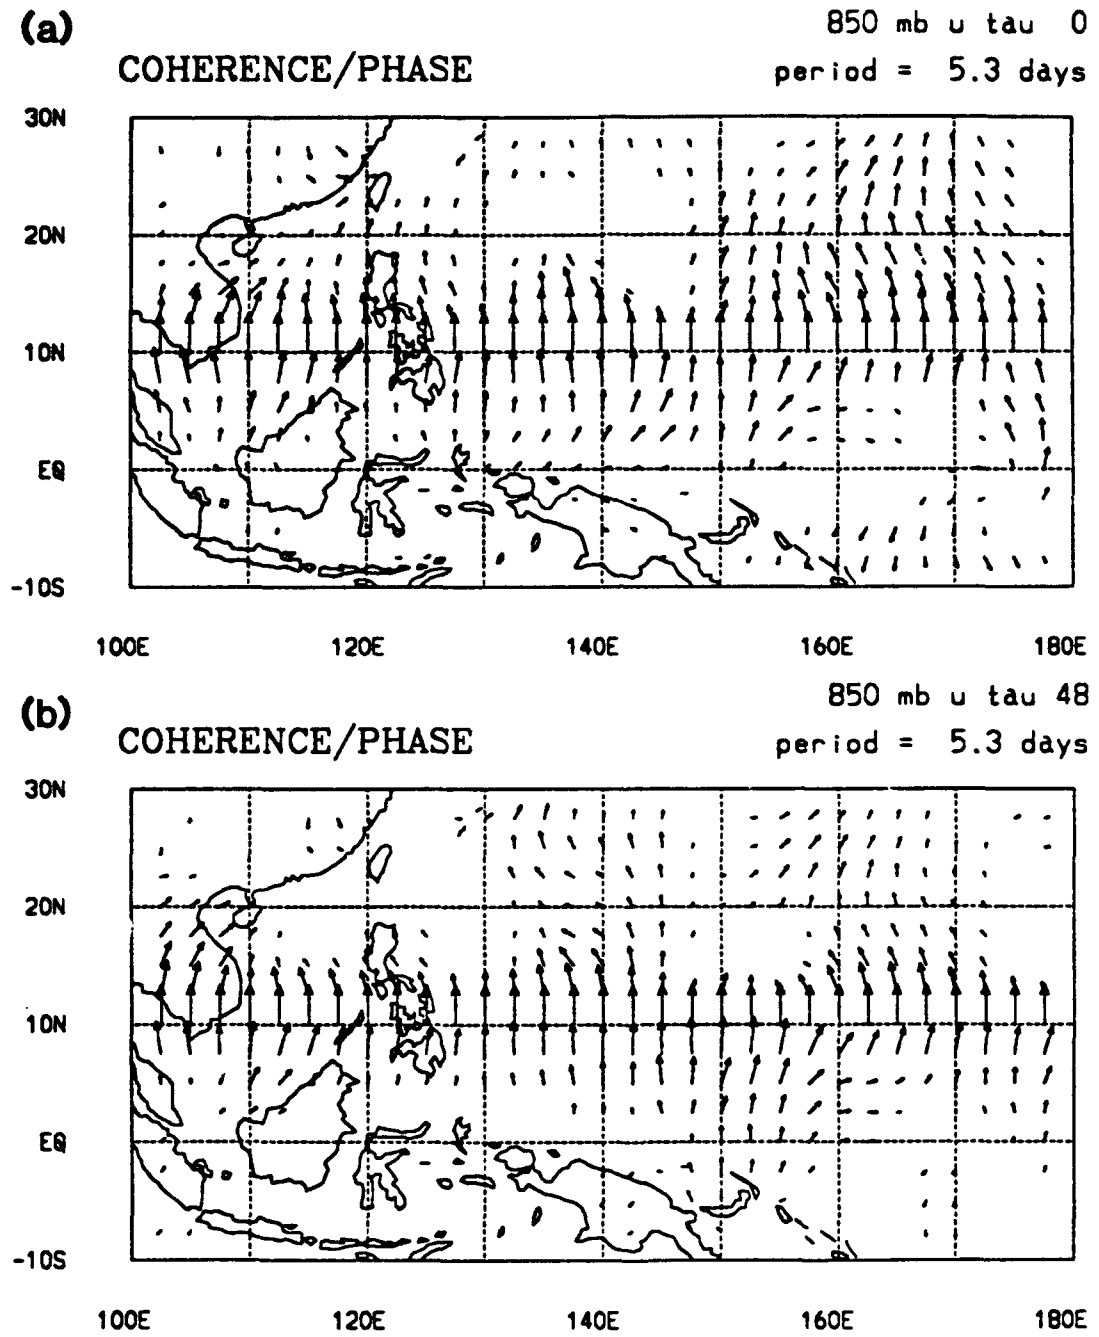 (a)
850 mb u tau 0
COHERENCE/PHASE
period = 5.3 days
30N
20N
10N
EQ
-10S
100E 120E 140E 160E 180E
(b)
850 mb u tau 48
COHERENCE/PHASE
period = 5.3 days
30N
20N
10N
EQ
-10S
100E 120E 140E 160E 180E